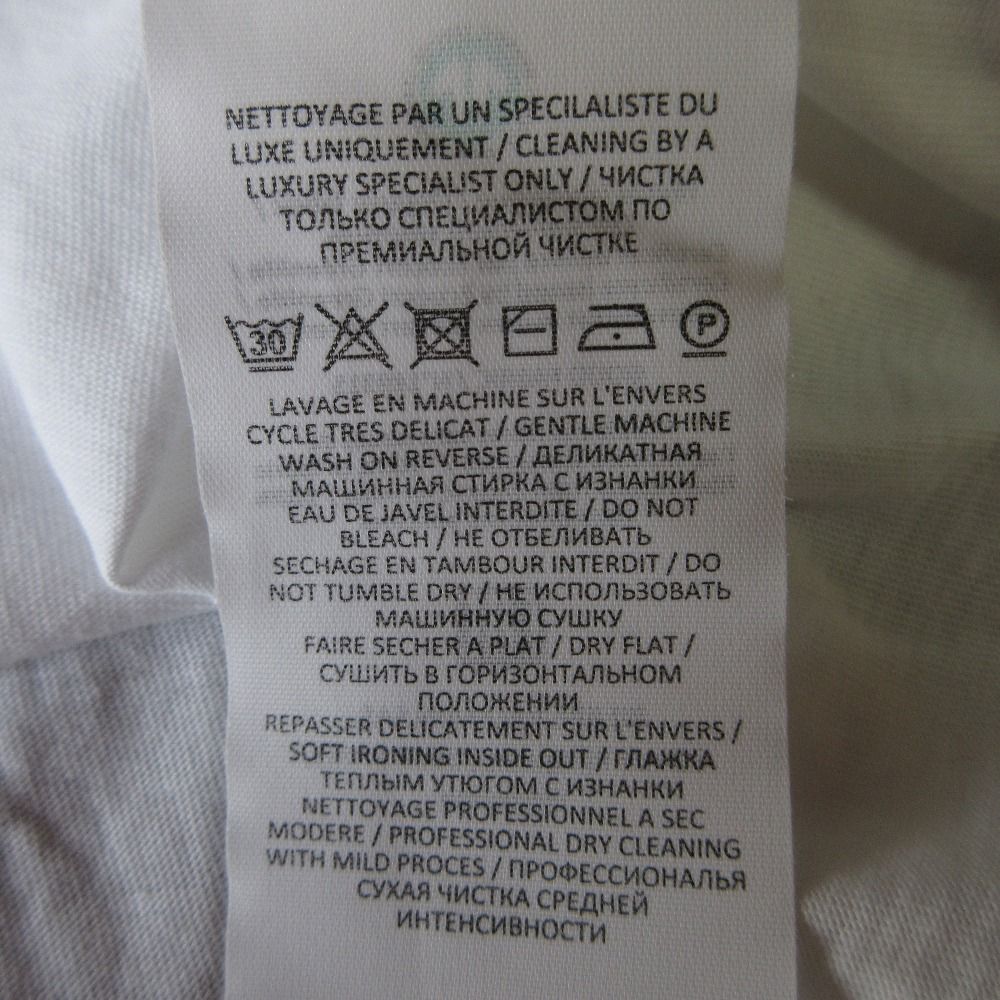 NETTOYAGE PAR UN SPECILALISTE DU
LUXE UNIQUEMENT / CLEANING BY A
LUXURY SPECIALIST ONLY / ЧИСТКА
ТОЛЬКО СПЕЦИАЛИСТОМ ПО
ПРЕМИАЛЬНОЙ ЧИСТКЕ
30 P
LAVAGE EN MACHINE SUR L'ENVERS
CYCLE TRES DELICAT / GENTLE MACHINE
WASH ON REVERSE / ДЕЛИКАТНАЯ
МАШИННАЯ СТИРКА С ИЗНАНКИ
EAU DE JAVEL INTERDITE / DO NOT
BLEACH / НЕ ОТБЕЛИВАТЬ
SECHAGE EN TAMBOUR INTERDIT / DO
NOT TUMBLE DRY / НЕ ИСПОЛЬЗОВАТЬ
МАШИННУЮ СУШКУ
FAIRE SECHER A PLAT / DRY FLAT /
СУШИТЬ В ГОРИЗОНТАЛЬНОМ
ПОЛОЖЕНИИ
REPASSER DELICATEMENT SUR L'ENVERS /
SOFT IRONING INSIDE OUT / ГЛАЖКА
ТЕПЛЫМ УТЮГОМ С ИЗНАНКИ
NETTOYAGE PROFESSIONNEL A SEC
MODERE / PROFESSIONAL DRY CLEANING
WITH MILD PROCES / ПРОФЕССИОНАЛЬЯ
СУХАЯ ЧИСТКА СРЕДНЕЙ
ИНТЕНСИВНОСТИ